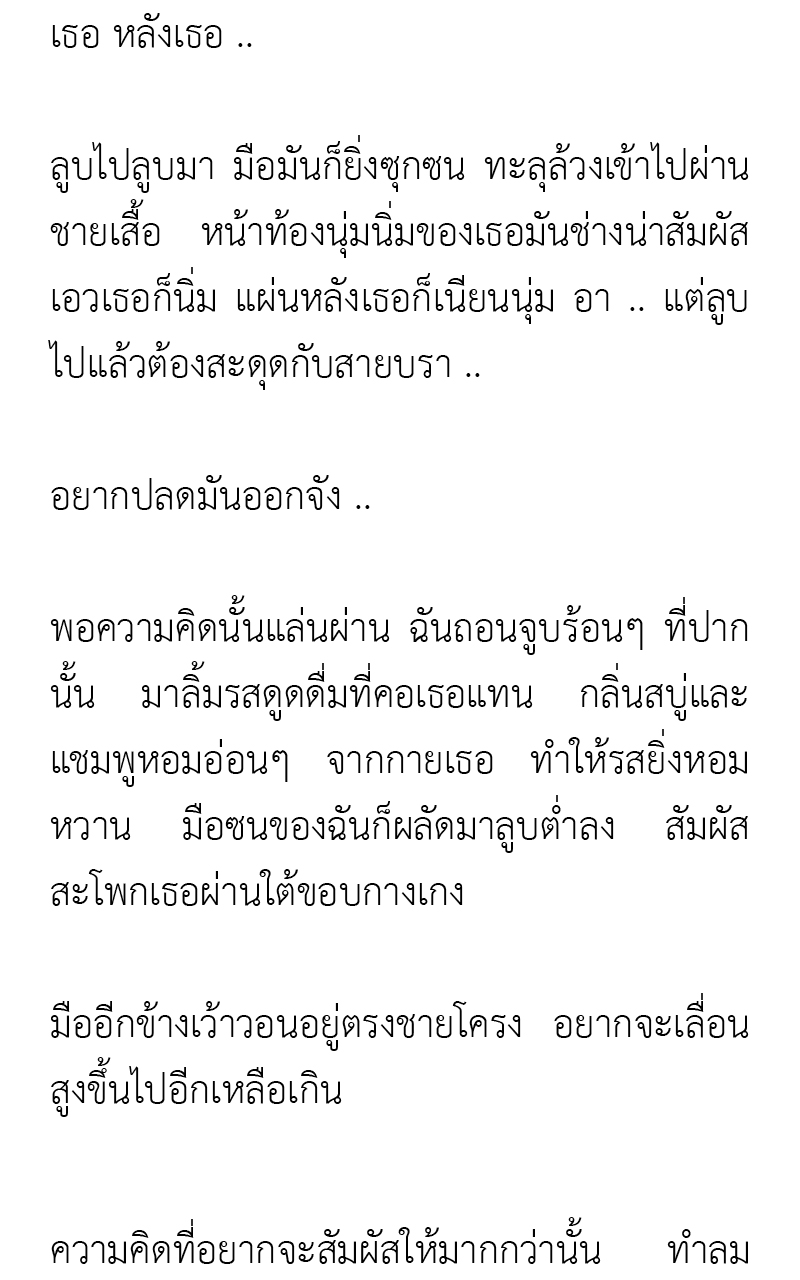 เธอ หลังเธอ ..
ลูบไปลูบมา มือมันก็ยิ่งซุกซน ทะลุล้วงเข้าไปผ่าน
ชายเสื้อ หน้าท้องนุ่มนิ่มของเธอมันช่างน่าสัมผัส
เอวเธอก็นิ่ม แผ่นหลังเธอก็เนียนนุ่ม อา .. แต่ลูบ
ไปแล้วต้องสะดุดกับสายบรา ..
อยากปลดมันออกจัง ..
พอความคิดนั้นแล่นผ่าน ฉันถอนจูบร้อนๆ ที่ปาก
นั้น มาลิ้มรสดูดดื่มที่คอเธอแทน กลิ่นสบู่และ
แชมพูหอมอ่อนๆ จากกายเธอ ทำให้รสยิ่งหอม
หวาน มือซนของฉันก็ผลัดมาลูบต่ำลง สัมผัส
สะโพกเธอผ่านใต้ขอบกางเกง
มืออีกข้างเว้าวอนอยู่ตรงชายโครง อยากจะเลื่อน
สูงขึ้นไปอีกเหลือเกิน
ความคิดที่อยากจะสัมผัสให้มากกว่านั้น ทำลม